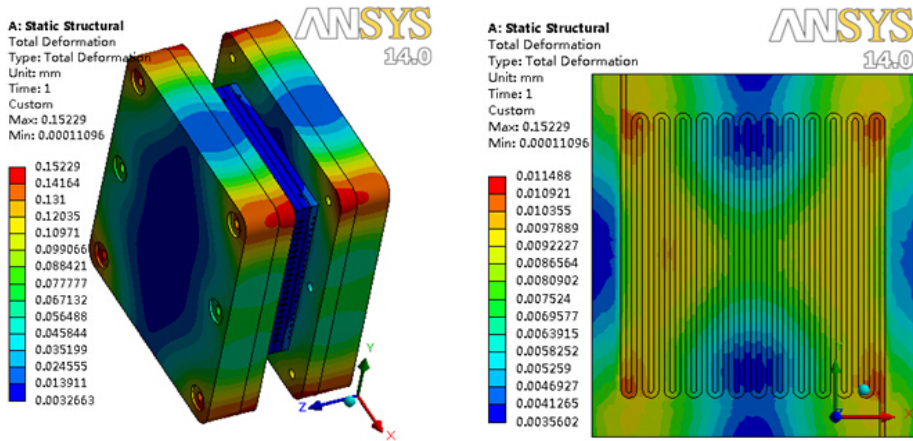 ANSYS
14.0
A: Static Structural
Total Deformation
Type: Total Deformation
Unit: mm
Time: 1
Custom
Max: 0.15229
Min: 0.00011096
0.15229
0.14164
0.131
0.12035
0.10971
0.099066
0.088421
0.077777
0.067132
0.056488
0.045844
0.035199
0.024555
0.013911
0.0032663
Y
Z
X
ANSYS
14.0
A: Static Structural
Total Deformation
Type: Total Deformation
Unit: mm
Time: 1
Custom
Max: 0.15229
Min: 0.00011096
0.011488
0.010921
0.010355
0.0097889
0.0092227
0.0086564
0.0080902
0.007524
0.0069577
0.0063915
0.0058252
0.005259
0.0046927
0.0041265
0.0035602
X